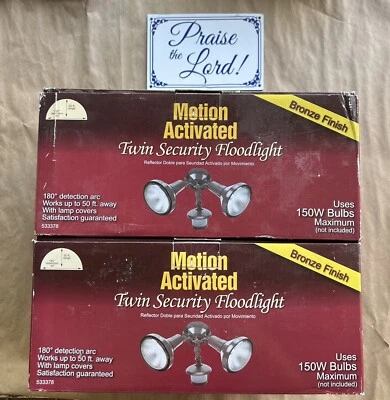 Praise
the
Lord!
Motion
Activated
Bronze Finish
Twin Security Floodlight
Reflector Doble para Seuridad Activado por Movimiento
180° detection arc
Works up to 50 ft. away
With lamp covers
Satisfaction guaranteed
533378
Uses
150W Bulbs
Maximum
(not included)
Motion
Activated
Bronze Finish
Twin Security Floodlight
Reflector Doble para Seuridad Activado por Movimiento
180° detection arc
Works up to 50 ft. away
With lamp covers
Satisfaction guaranteed
533378
Uses
150W Bulbs
Maximum
(not included)